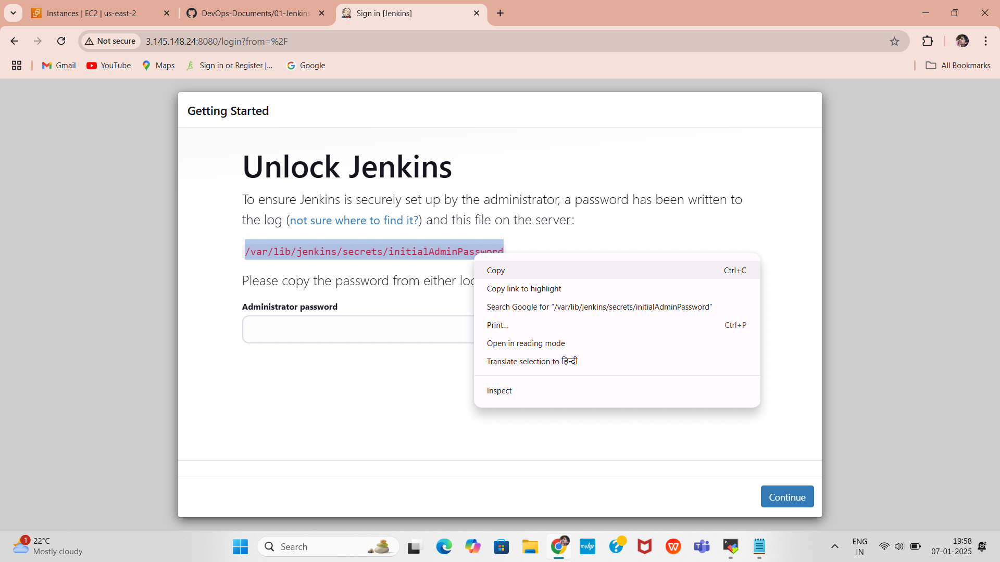 Instances | EC2 | us-east-2
DevOps-Documents/01-Jenkins
Sign in [Jenkins]
Not secure
3.145.148.24:8080/login?from=%2F
Gmail
YouTube
Maps
Sign in or Register |...
Google
All Bookmarks
Getting Started
Unlock Jenkins
To ensure Jenkins is securely set up by the administrator, a password has been written to
the log (not sure where to find it?) and this file on the server:
/var/lib/jenkins/secrets/initialAdminPassword
Please copy the password from either
Administrator password
Copy Ctrl+C
Copy link to highlight
Search Google for “/var/lib/jenkins/secrets/initialAdminPassword”
Print... Ctrl+P
Open in reading mode
Translate selection to हिन्दी
Inspect
Continue
1
22°C
Mostly cloudy
Search
myhp
ENG
IN
19:58
07-01-2025